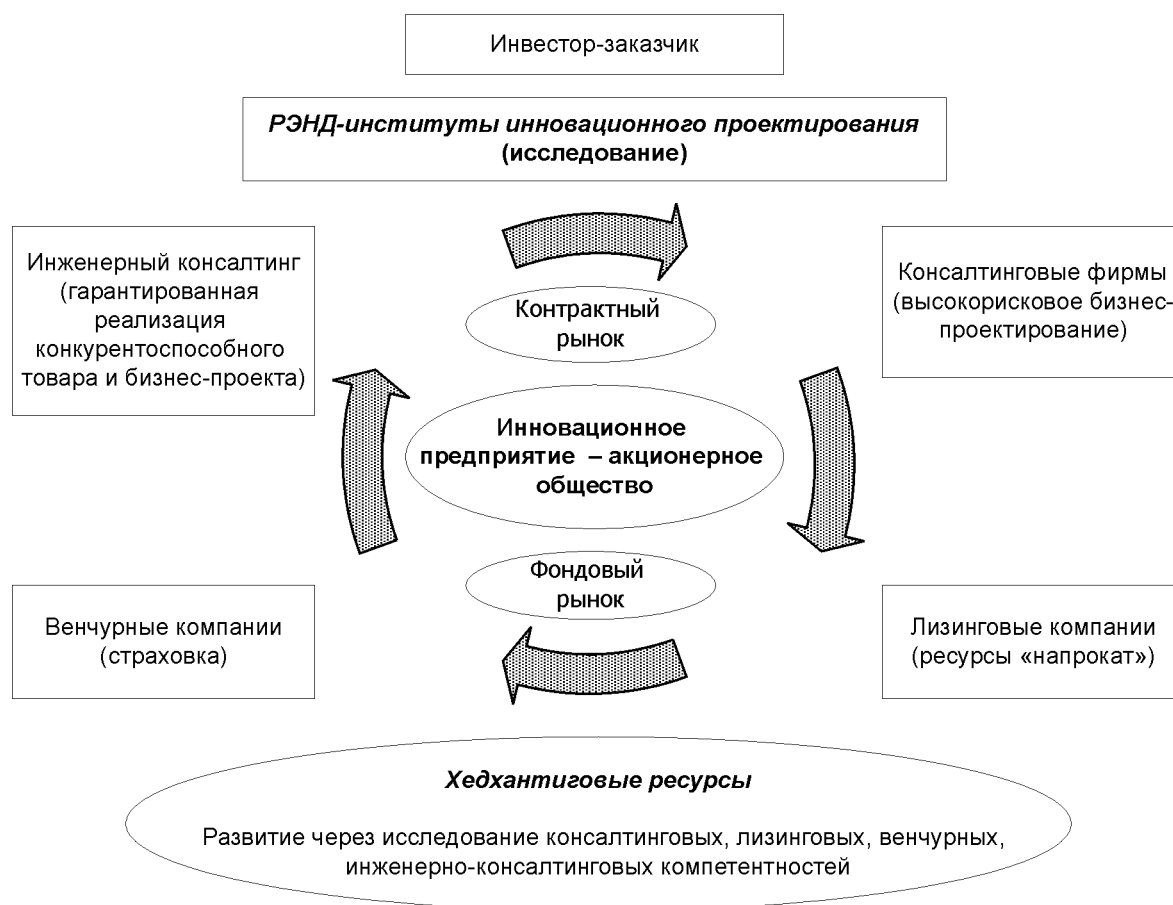 Инвестор-заказчик
РЭНД-институты инновационного проектирования
(исследование)
Инженерный консалтинг
(гарантированная
реализация
конкурентоспособного
товара и бизнес-проекта)
Контрактный
рынок
Консалтинговые фирмы
(высокорисковое бизнес-
проектирование)
Инновационное
предприятие – акционерное
общество
Фондовый
рынок
Венчурные компании
(страховка)
Лизинговые компании
(ресурсы «напрокат»)
Хедхантиговые ресурсы
Развитие через исследование консалтинговых, лизинговых, венчурных,
инженерно-консалтинговых компетентностей